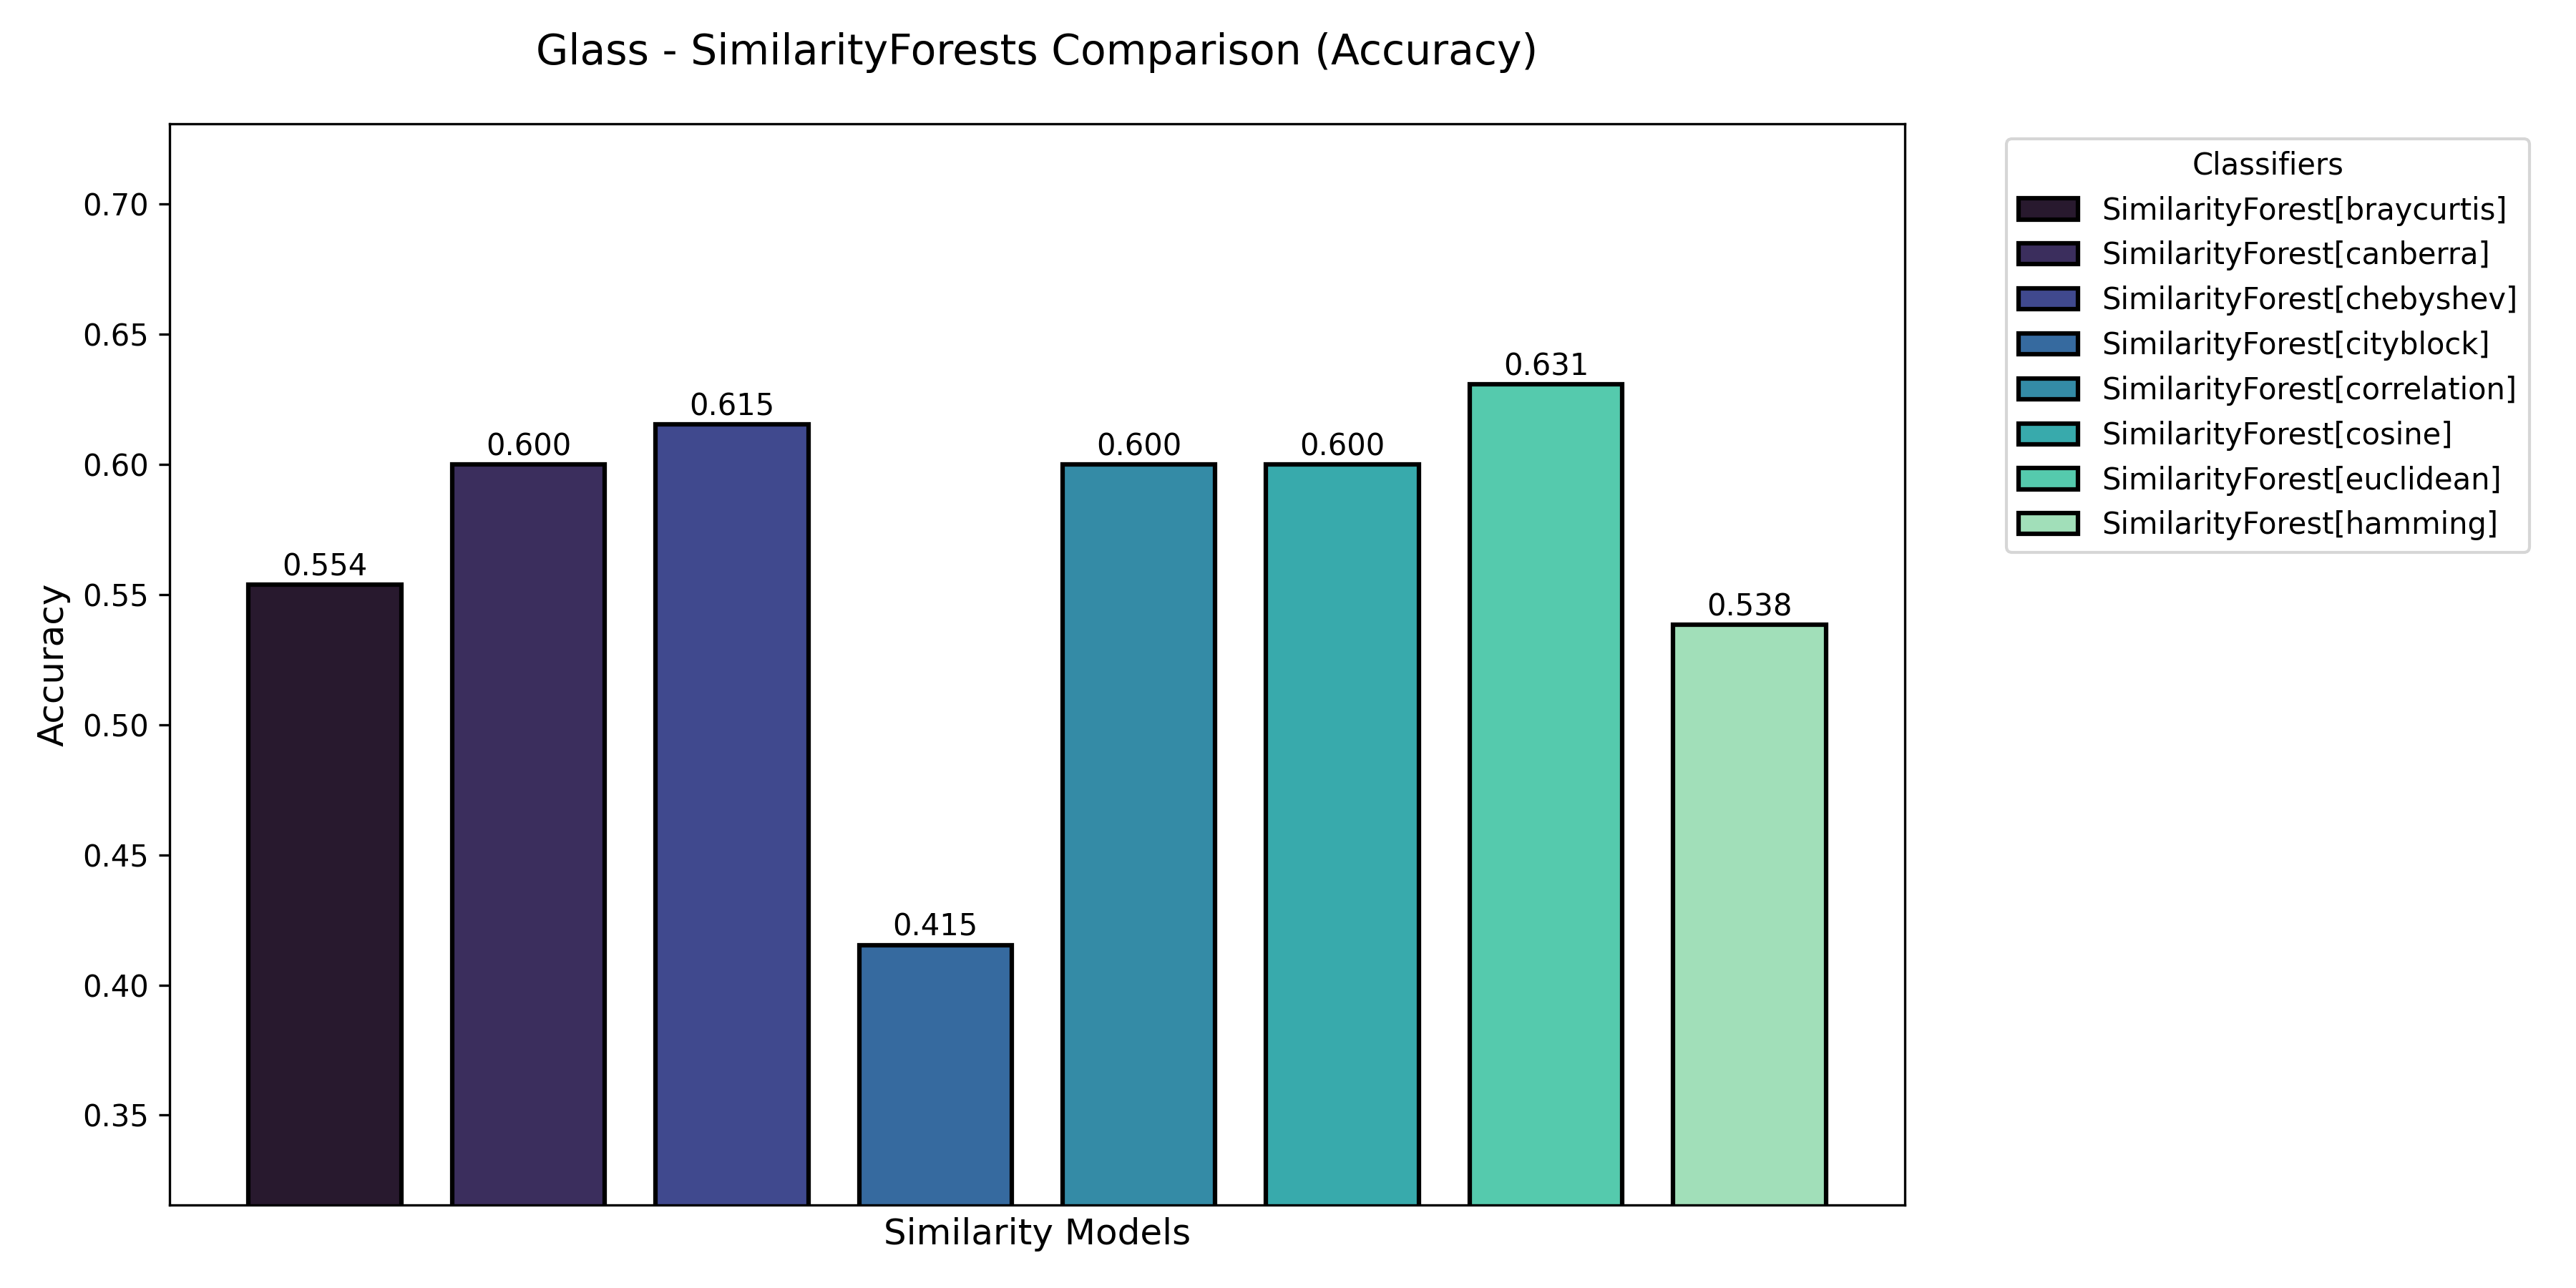 Glass - SimilarityForests Comparison (Accuracy)
Accuracy
0.70
0.65
0.60
0.55
0.50
0.45
0.40
0.35
0.554
0.600
0.615
0.415
0.600
0.600
0.631
0.538
Similarity Models
Classifiers
SimilarityForest[braycurtis]
SimilarityForest[canberra]
SimilarityForest[chebyshev]
SimilarityForest[cityblock]
SimilarityForest[correlation]
SimilarityForest[cosine]
SimilarityForest[euclidean]
SimilarityForest[hamming]